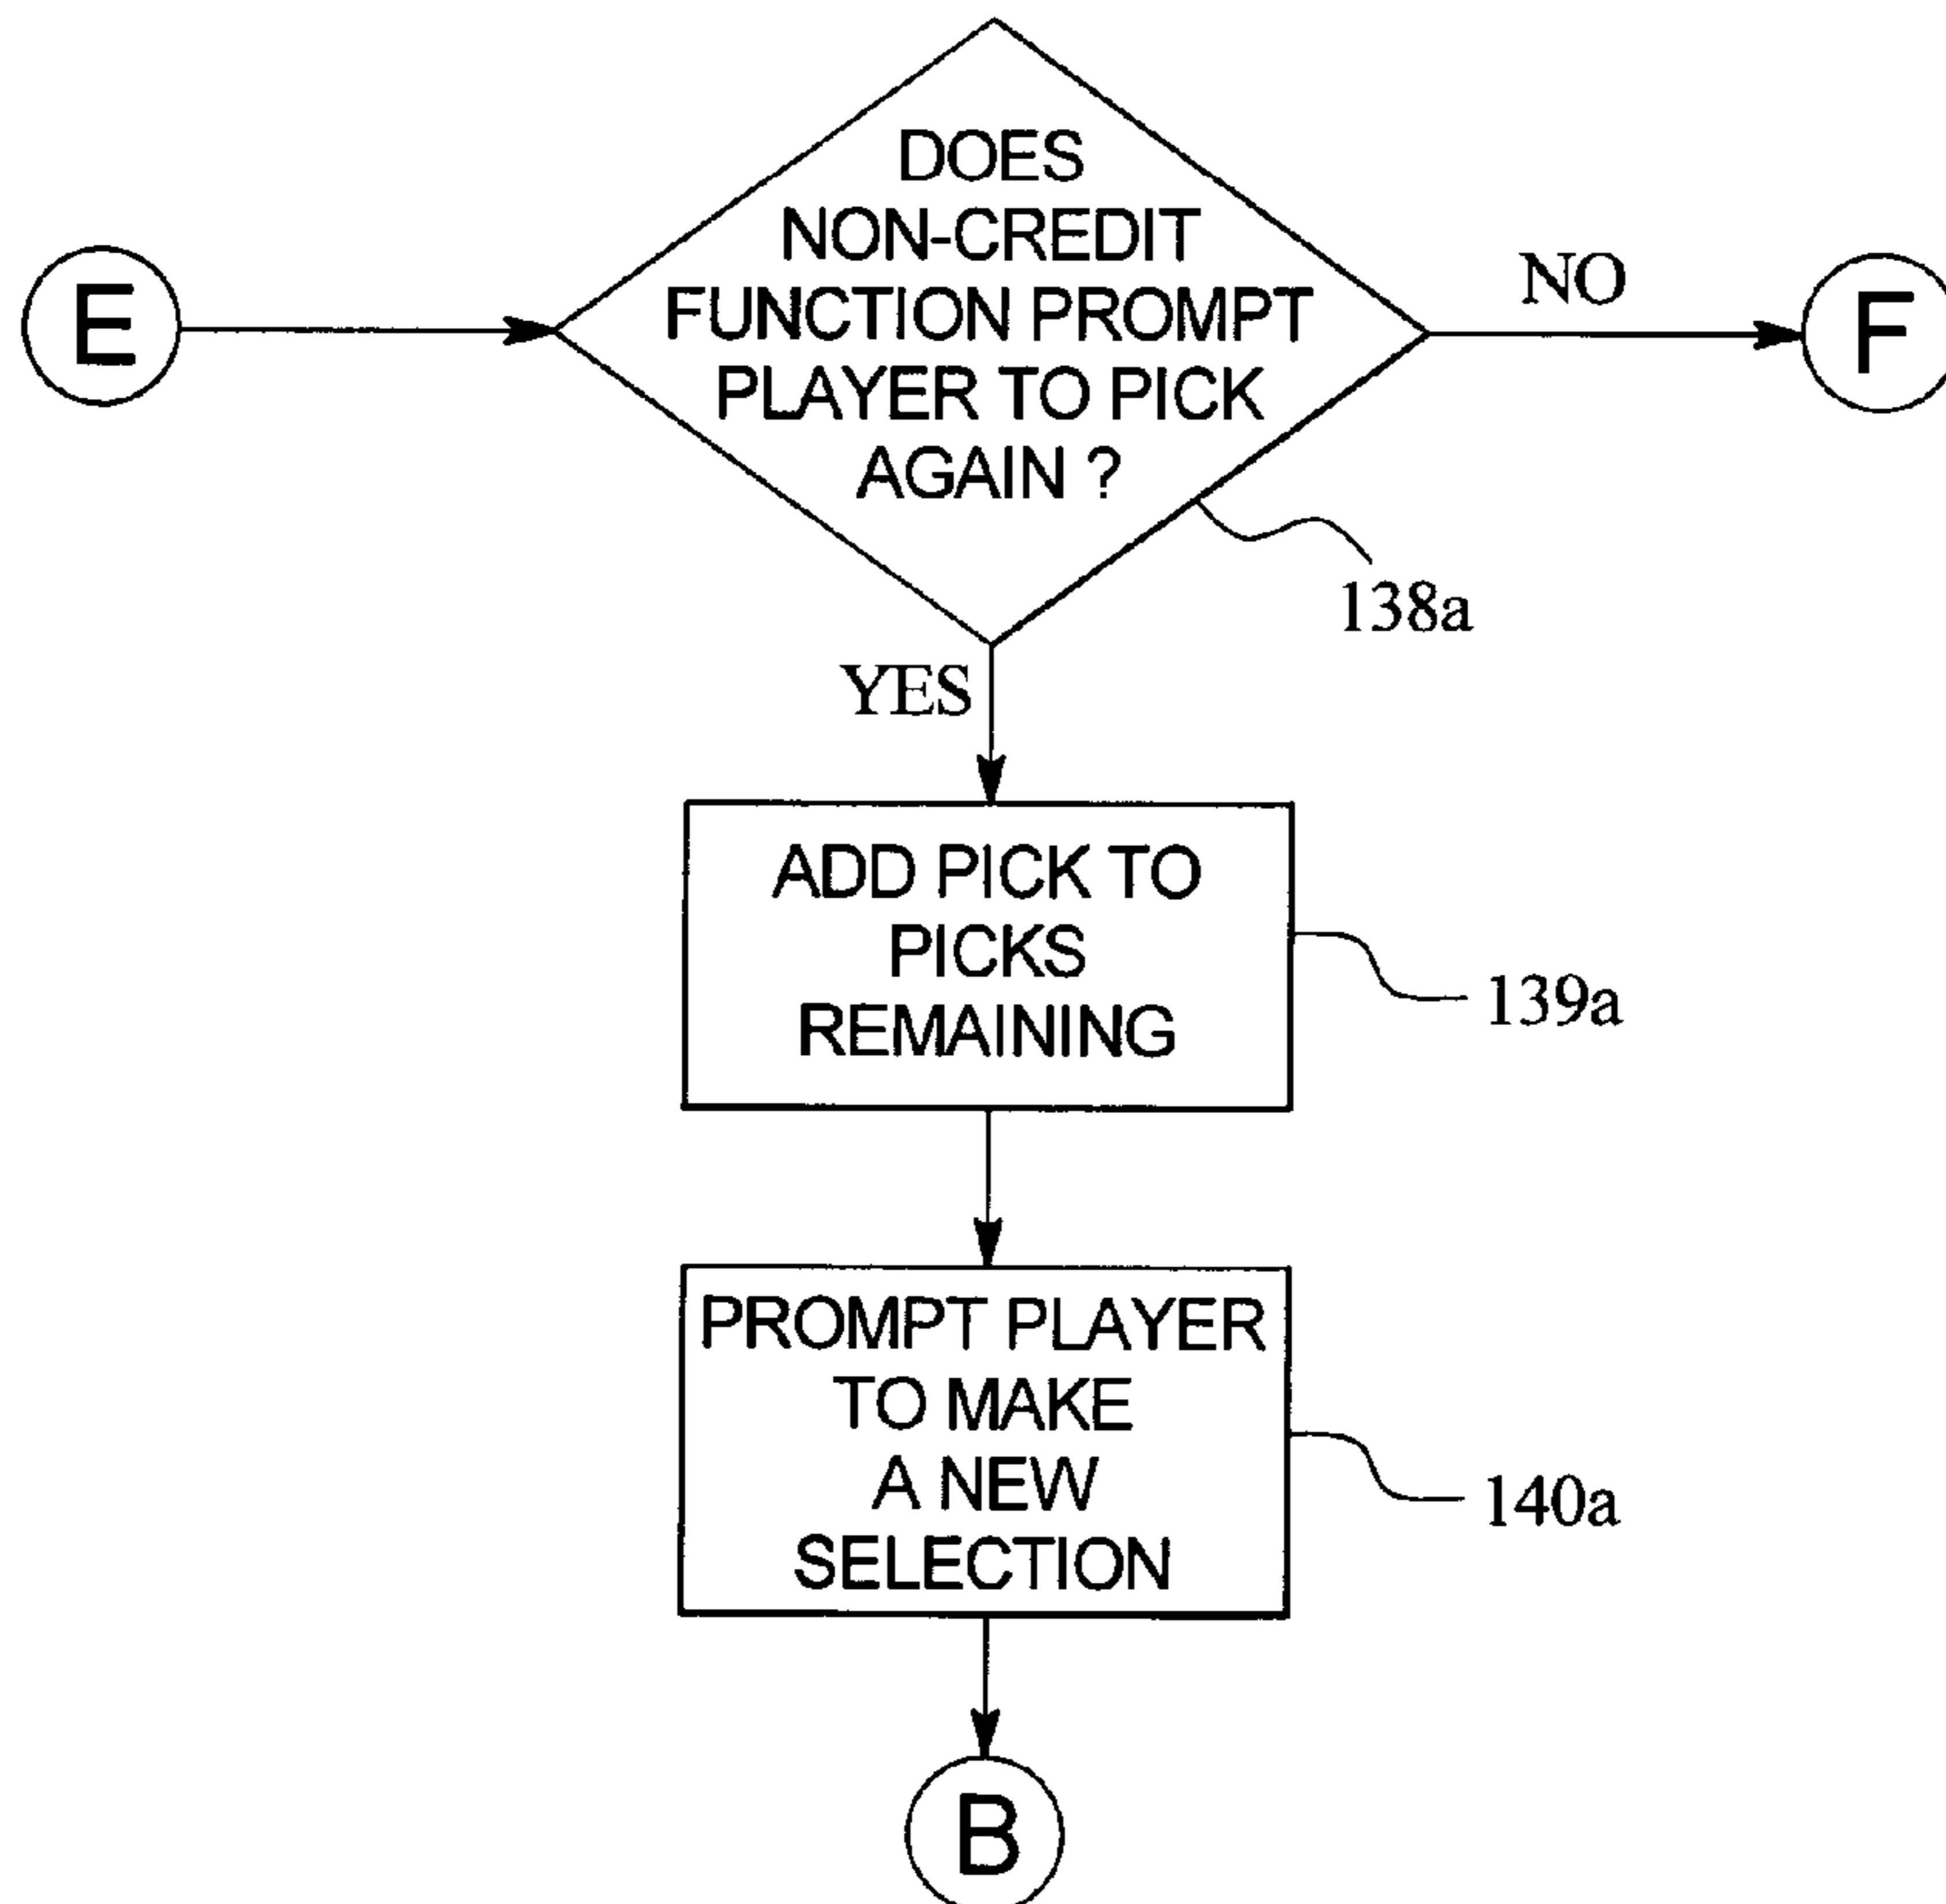 DOES
NON-CREDIT
FUNCTION PROMPT
PLAYER TO PICK
AGAIN ?
E
NO
F
138a
YES
ADD PICK TO
PICKS
REMAINING
139a
PROMPT PLAYER
TO MAKE
A NEW
SELECTION
140a
B